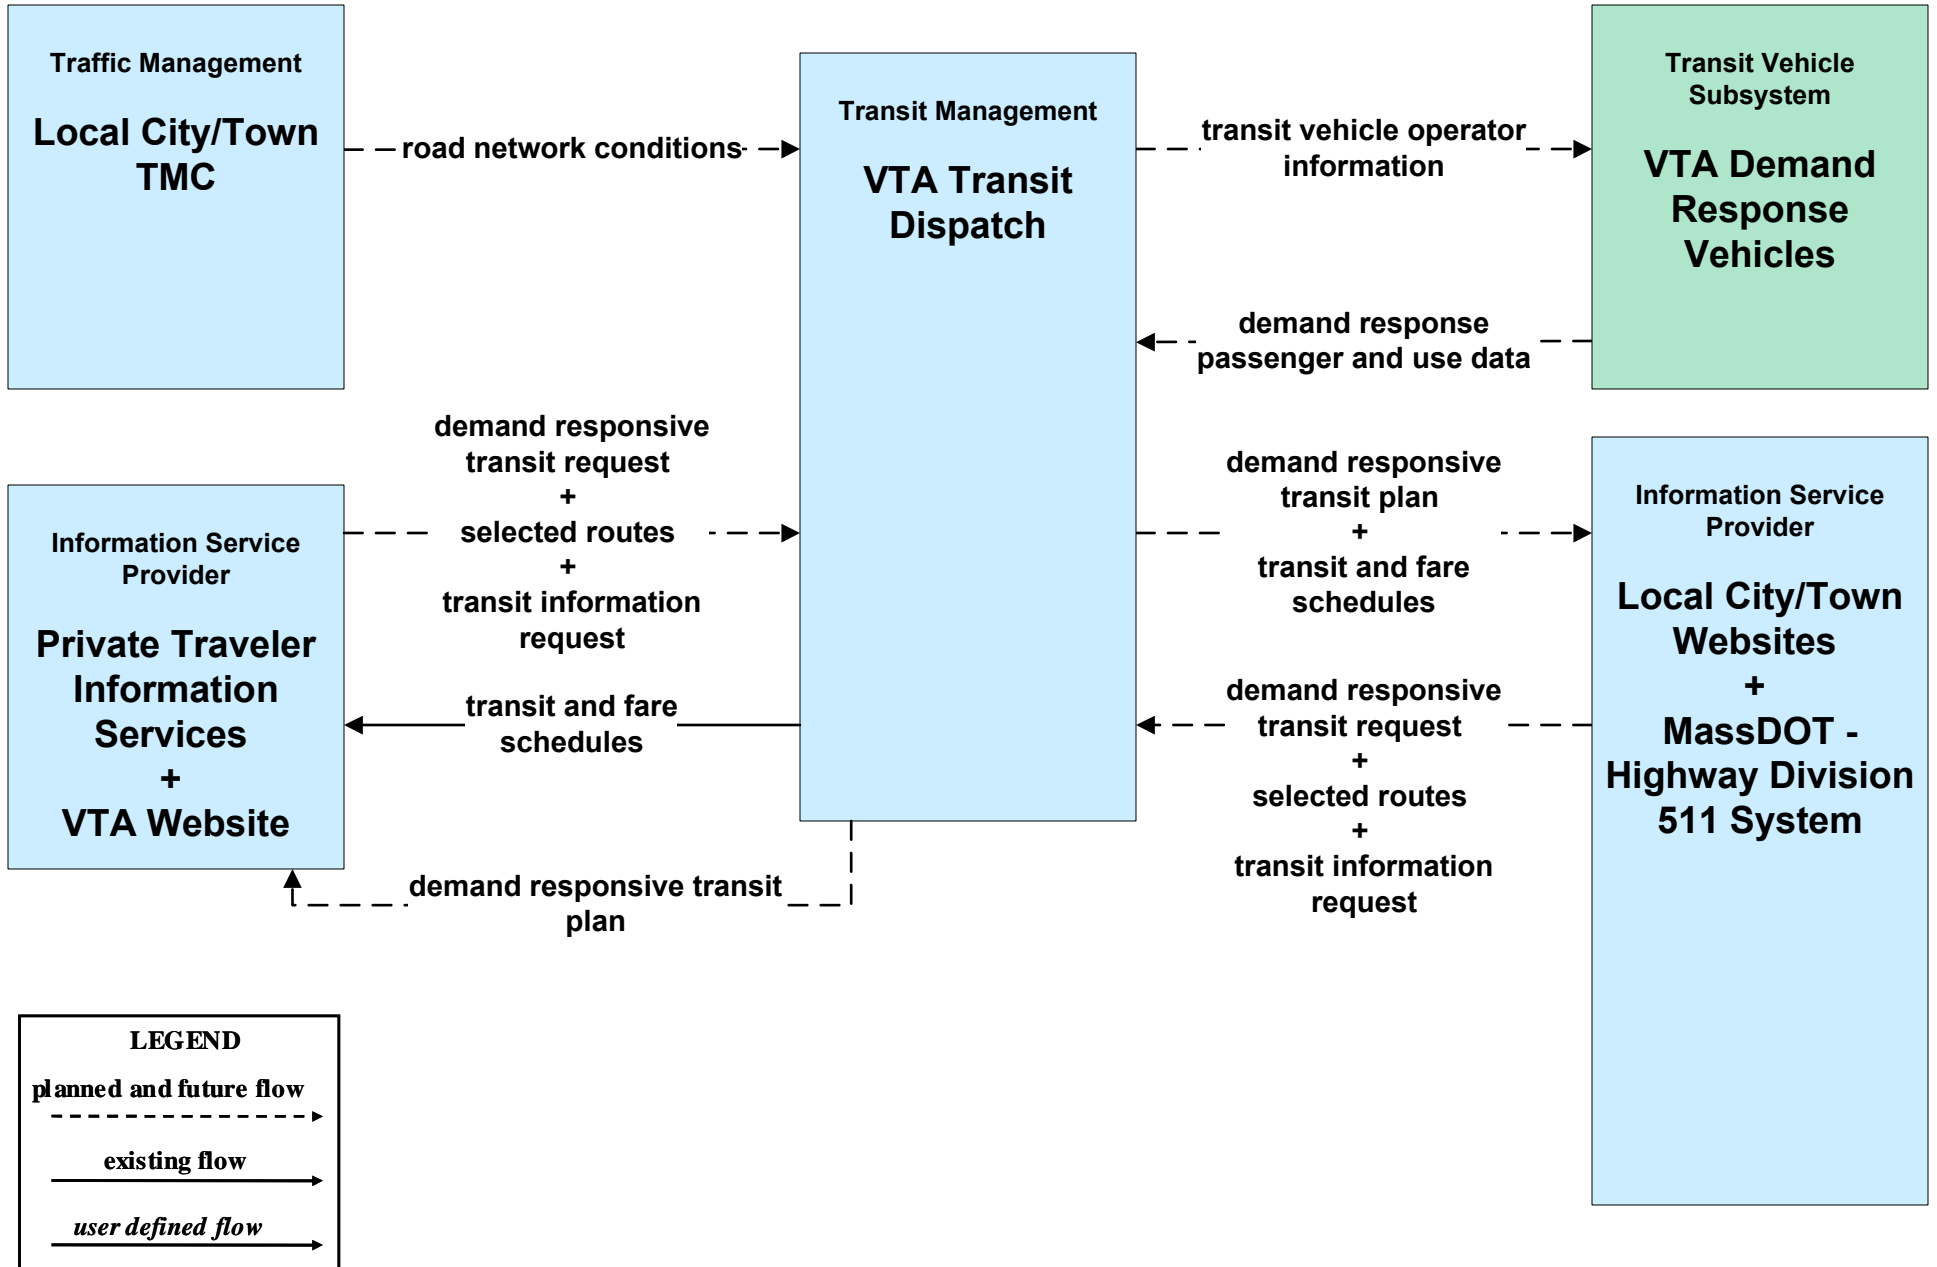 Traffic Management
Local City/Town
TMC
road network conditions
Transit Management
VTA Transit
Dispatch
transit vehicle operator
information
Transit Vehicle
Subsystem
VTA Demand
Response
Vehicles
demand response
passenger and use data
Information Service
Provider
Private Traveler
Information
Services
+
VTA Website
demand responsive
transit request
+
selected routes
+
transit information
request
transit and fare
schedules
demand responsive transit
plan
demand responsive
transit plan
+
transit and fare
schedules
demand responsive
transit request
+
selected routes
+
transit information
request
Information Service
Provider
Local City/Town
Websites
+
MassDOT -
Highway Division
511 System
LEGEND
planned and future flow
existing flow
user defined flow